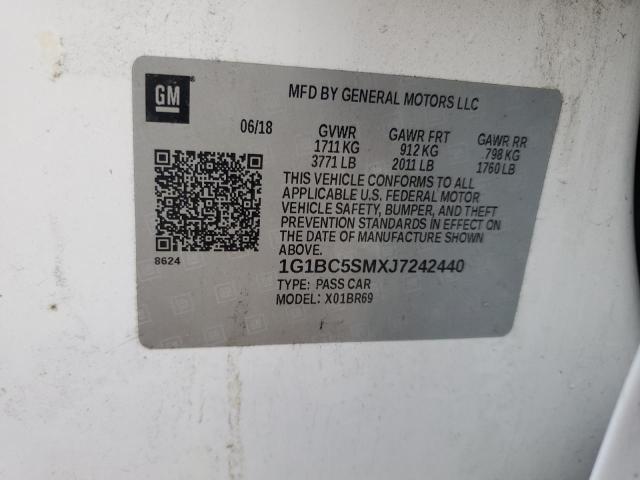 GM
MFD BY GENERAL MOTORS LLC
06/18 GVWR GAWR FRT GAWR RR
1711 KG 912 KG 798 KG
3771 LB 2011 LB 1760 LB
THIS VEHICLE CONFORMS TO ALL
APPLICABLE U.S. FEDERAL MOTOR
VEHICLE SAFETY, BUMPER, AND THEFT
PREVENTION STANDARDS IN EFFECT ON
THE DATE OF MANUFACTURE SHOWN
ABOVE.
8624
1G1BC5SMXJ7242440
TYPE: PASS CAR
MODEL: X01BR69